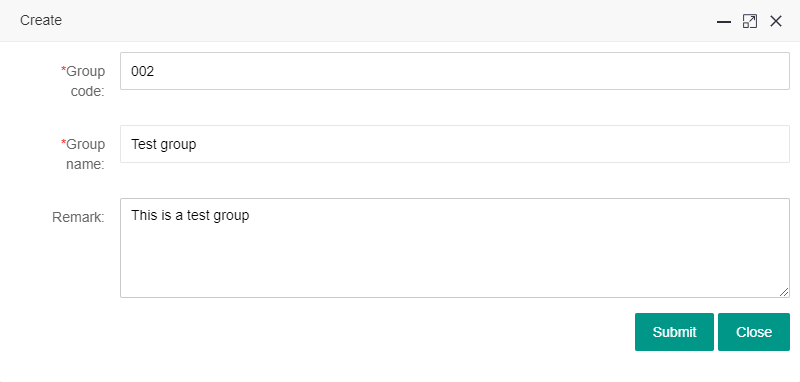 Create
*Group
code:
002
*Group
name:
Test group
Remark:
This is a test group
Submit
Close